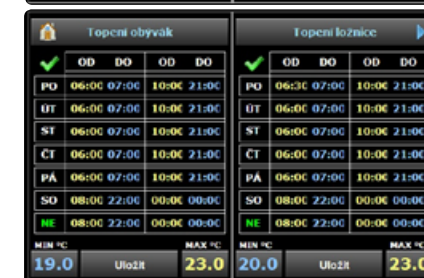 Topení obývák
OD DO OD DO
PO 06:00 07:00 10:00 21:00
ÚT 06:00 07:00 10:00 21:00
ST 06:00 07:00 10:00 21:00
ČT 06:00 07:00 10:00 21:00
PÁ 06:00 07:00 10:00 21:00
SO 08:00 22:00 00:00 00:00
NE 08:00 22:00 00:00 00:00
MIN °C MAX °C
19.0 Uložit 23.0
Topení ložnice
OD DO OD DO
PO 06:30 07:00 10:00 21:00
ÚT 06:00 07:00 10:00 21:00
ST 06:00 07:00 10:00 21:00
ČT 06:00 07:00 10:00 21:00
PÁ 06:00 07:00 10:00 21:00
SO 08:00 22:00 00:00 00:00
NE 08:00 22:00 00:00 00:00
MIN °C MAX °C
20.0 Uložit 23.0